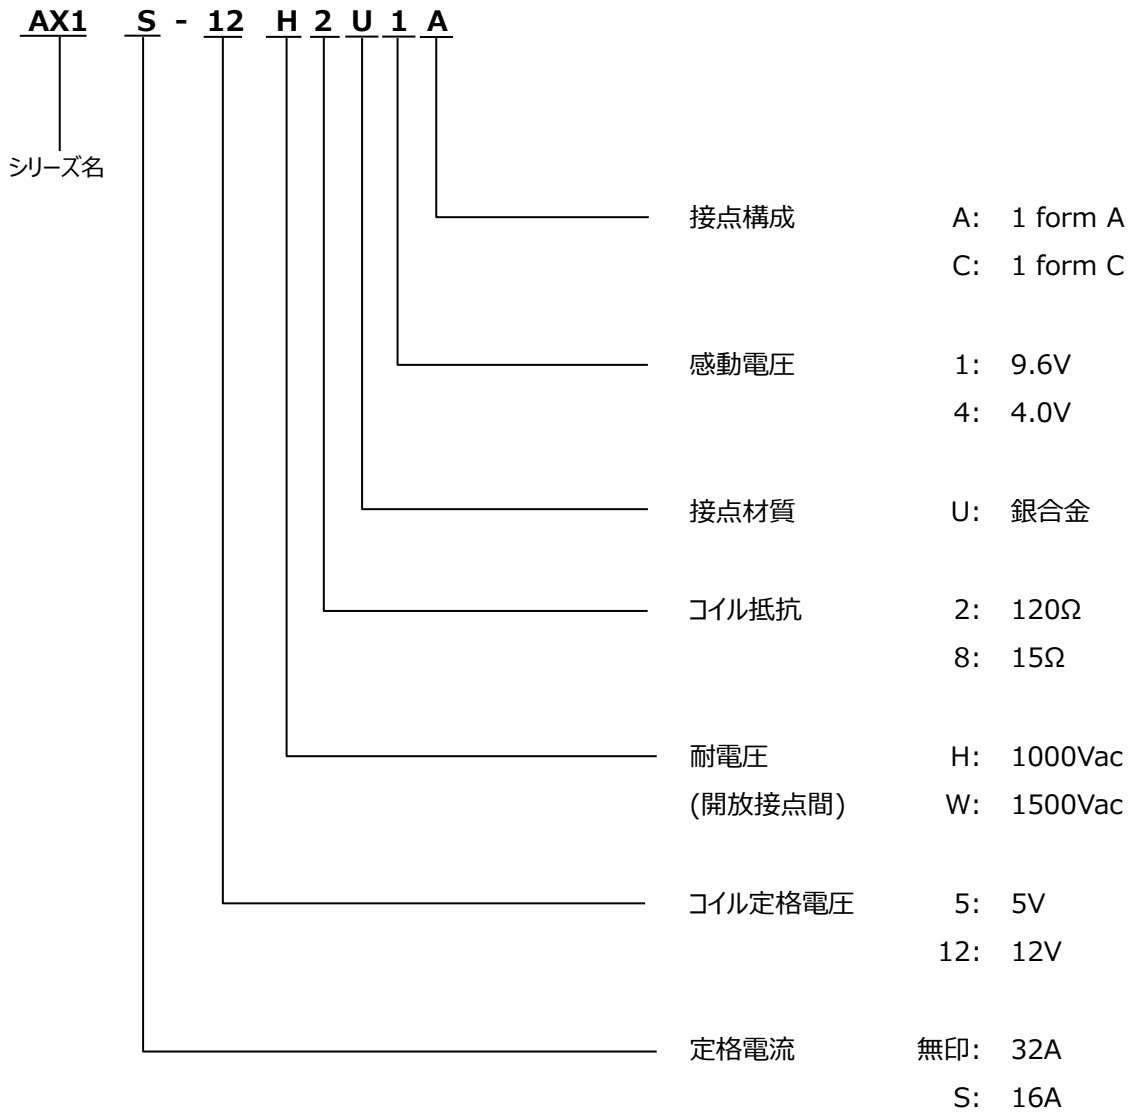 AX1 S - 12 H 2 U 1 A
シリーズ名
接点構成 A: 1 form A
C: 1 form C
感動電圧 1: 9.6V
4: 4.0V
接点材質 U: 銀合金
コイル抵抗 2: 120Ω
8: 15Ω
耐電圧 H: 1000Vac
(開放接点間) W: 1500Vac
コイル定格電圧 5: 5V
12: 12V
定格電流 無印: 32A
S: 16A